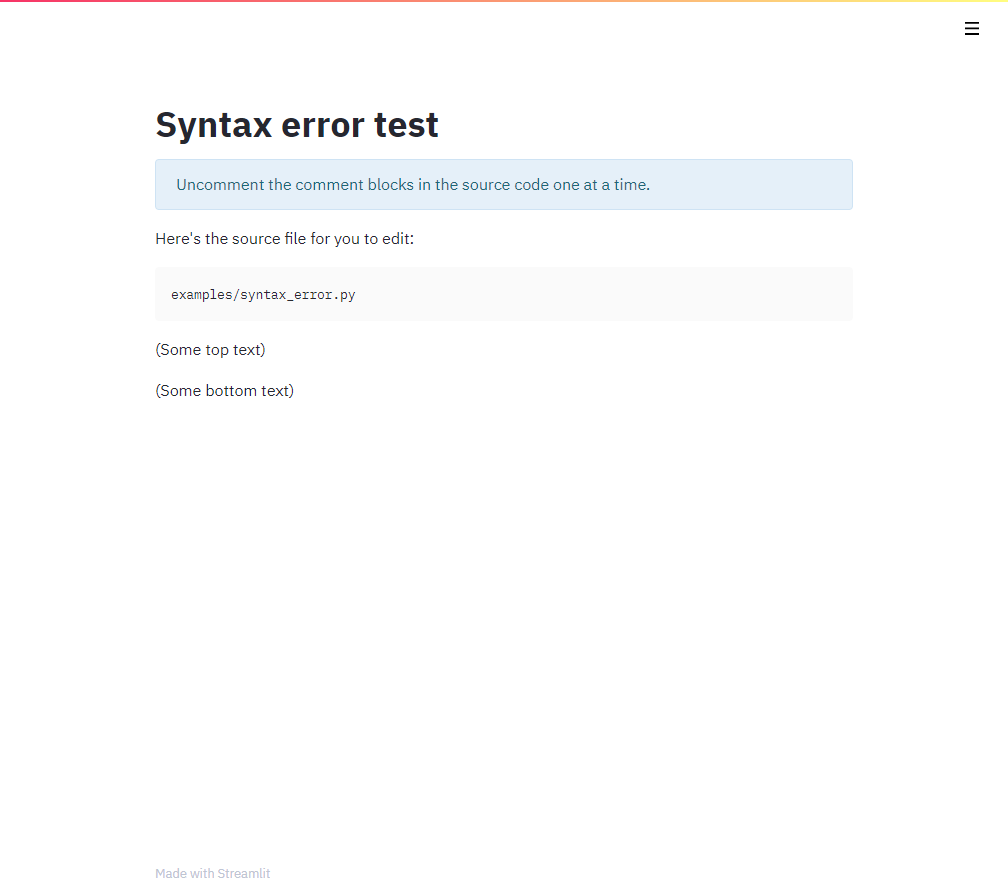 Syntax error test
Uncomment the comment blocks in the source code one at a time.
Here's the source file for you to edit:
examples/syntax_error.py
(Some top text)
(Some bottom text)
Made with Streamlit